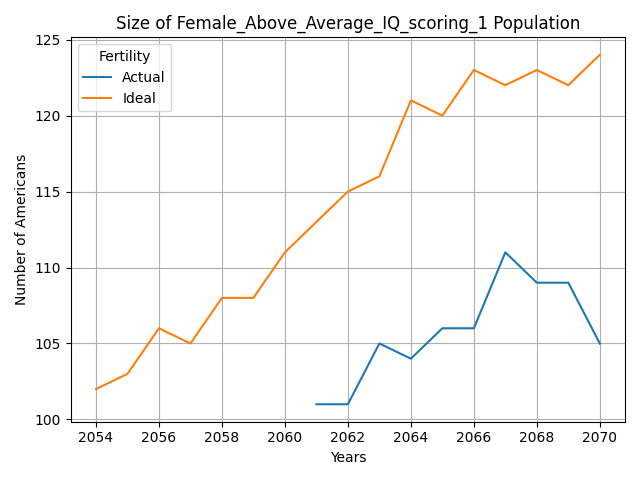 Size of Female_Above_Average_IQ_scoring_1 Population
Number of Americans
125
120
115
110
105
100
Fertility
Actual
Ideal
2054 2056 2058 2060 2062 2064 2066 2068 2070
Years